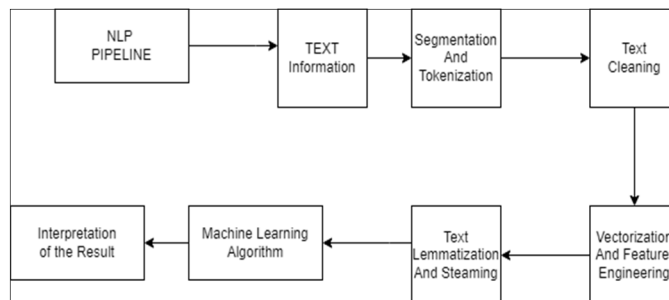 NLP
PIPELINE
TEXT
Information
Segmentation
And
Tokenization
Text
Cleaning
Vectorization
And Feature
Engineering
Text
Lemmatization
And Steaming
Machine Learning
Algorithm
Interpretation
of the Result